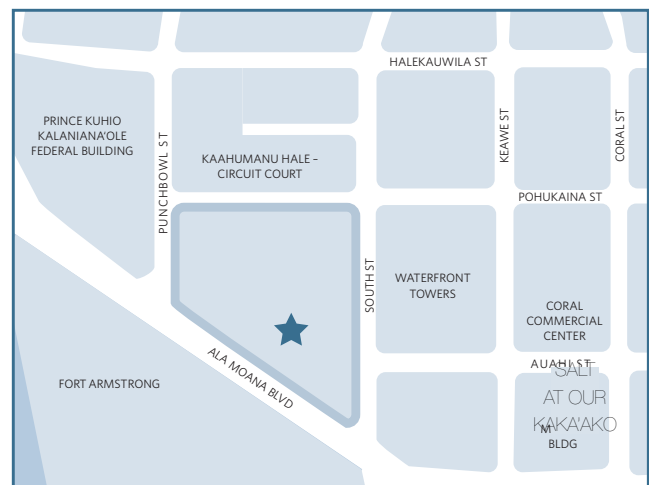 HALEKAUWILA ST
PRINCE KUHIO
KALANIANA'OLE
FEDERAL BUILDING
PUNCHBOWL ST
KAAHUMANU HALE –
CIRCUIT COURT
KEAWE ST
CORAL ST
POHUKAINA ST
SOUTH ST
WATERFRONT
TOWERS
CORAL
COMMERCIAL
CENTER
AUAHI ST
ALA MOANA BLVD
FORT ARMSTRONG
SALT
AT OUR
KAKA'AKO
M
BLDG